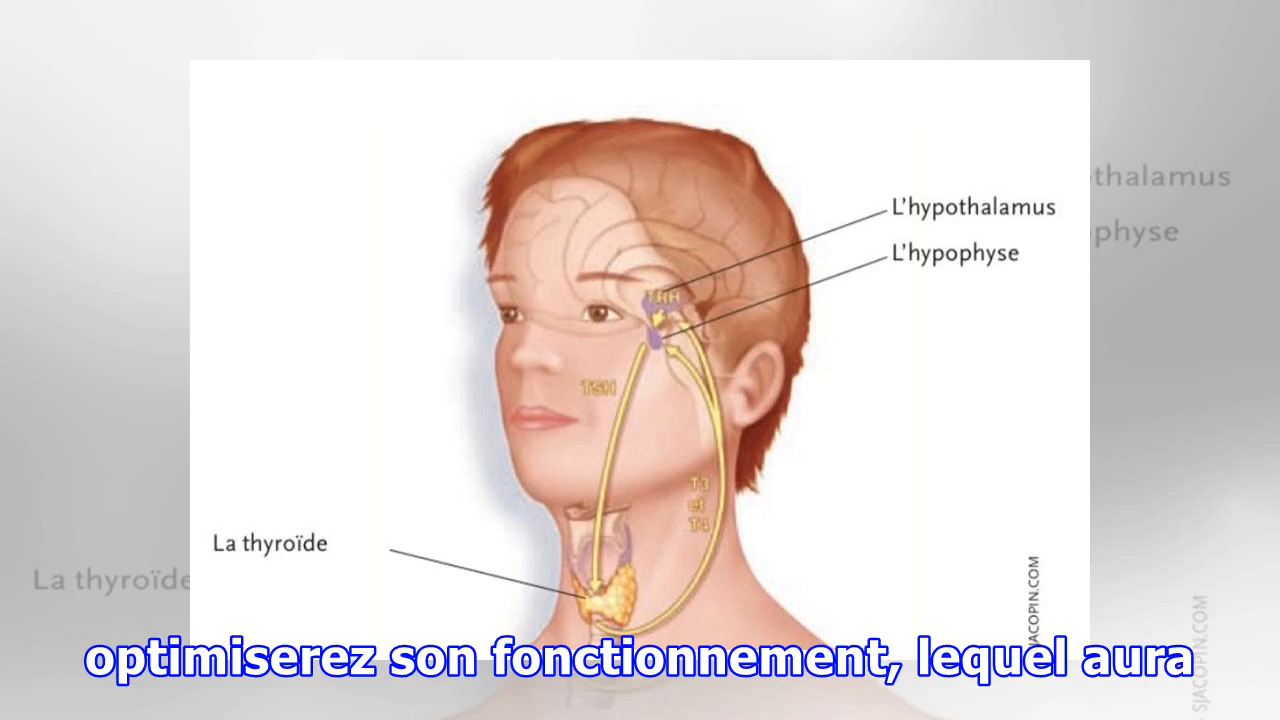 L'hypothalamus
L'hypophyse
TRH
TSH
T3
et
T4
La thyroïde
JACOPIN.COM
thalamus
physe
La thyroïde
SJACOPIN.COM
optimiserez son fonctionnement, lequel aura